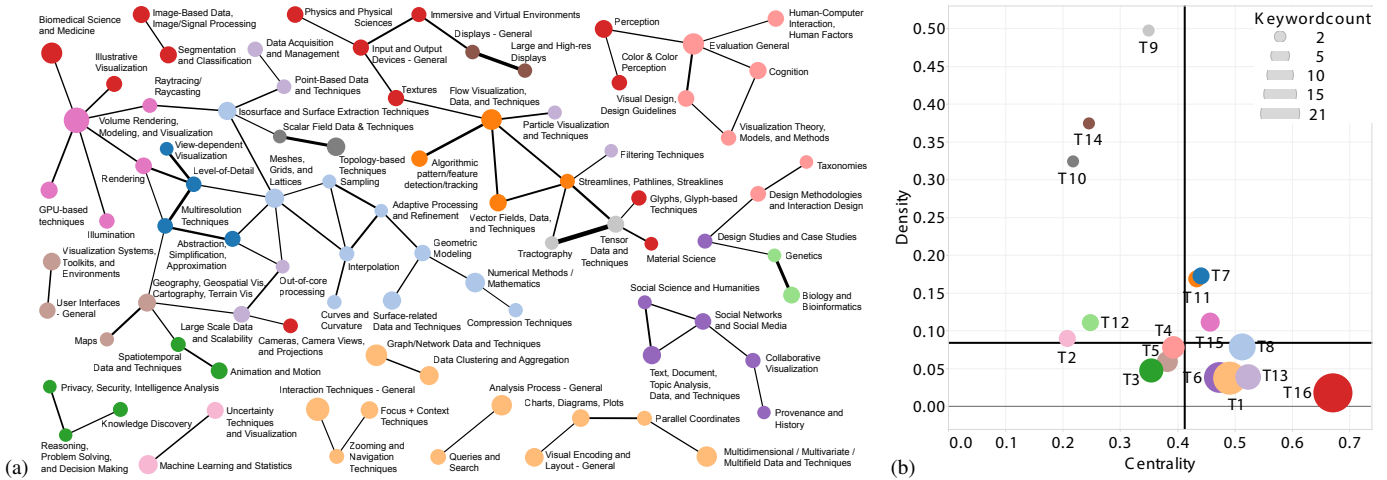 Biomedical Science
and Medicine
Image-Based Data,
Image/Signal Processing
Physics and Physical
Sciences
Immersive and Virtual Environments
Displays - General
Large and High-res
Displays
Perception
Human-Computer
Interaction,
Human Factors
Illustrative
Visualization
Segmentation
and Classification
Data Acquisition
and Management
Input and Output
Devices - General
Color & Color
Perception
Evaluation General
Cognition
Raytracing/
Raycasting
Point-Based Data
and Techniques
Textures
Flow Visualization,
Data, and Techniques
Visual Design,
Design Guidelines
Volume Rendering,
Modeling, and Visualization
Isosurface and Surface Extraction Techniques
Scalar Field Data & Techniques
Particle Visualization
and Techniques
Visualization Theory,
Models, and Methods
View-dependent
Visualization
Level-of-Detail
Meshes,
Grids, and
Lattices
Topology-based
Techniques
Sampling
Algorithmic
pattern/feature
detection/tracking
Filtering Techniques
Taxonomies
Rendering
Streamlines, Pathlines, Streaklines
Design Methodologies
and Interaction Design
GPU-based
techniques
Illumination
Multiresolution
Techniques
Adaptive Processing
and Refinement
Vector Fields, Data,
and Techniques
Glyphs, Glyph-based
Techniques
Tractography
Tensor
Data and
Techniques
Material Science
Design Studies and Case Studies
Genetics
Visualization Systems,
Toolkits, and
Environments
Abstraction,
Simplification,
Approximation
Interpolation
Geometric
Modeling
Numerical Methods /
Mathematics
Biology and
Bioinformatics
Geography, Geospatial Vis,
Cartography, Terrain Vis
Out-of-core
processing
Social Science and Humanities
User Interfaces
- General
Large Scale Data
and Scalability
Curves and
Curvature
Surface-related
Data and Techniques
Compression Techniques
Social Networks
and Social Media
Maps
Cameras, Camera Views,
and Projections
Graph/Network Data and Techniques
Spatiotemporal
Data and Techniques
Animation and Motion
Data Clustering and Aggregation
Text, Document,
Topic Analysis,
Data, and Techniques
Collaborative
Visualization
Privacy, Security, Intelligence Analysis
Knowledge Discovery
Reasoning,
Problem Solving,
and Decision Making
Uncertainty
Techniques
and Visualization
Machine Learning and Statistics
Interaction Techniques - General
Focus + Context
Techniques
Zooming and
Navigation
Techniques
Analysis Process - General
Charts, Diagrams, Plots
Parallel Coordinates
Provenance and
History
Queries and
Search
Visual Encoding and
Layout - General
Multidimensional / Multivariate /
Multifield Data and Techniques
(a)
(b)
Density
0.50
0.45
0.40
0.35
0.30
0.25
0.20
0.15
0.10
0.05
0.00
Keywordcount
2
5
10
15
21
T9
T14
T10
T7
T11
T12
T4
T15
T2
T5
T8
T3
T6
T13
T16
T1
0.0
0.1
0.2
0.3
0.4
0.5
0.6
0.7
Centrality